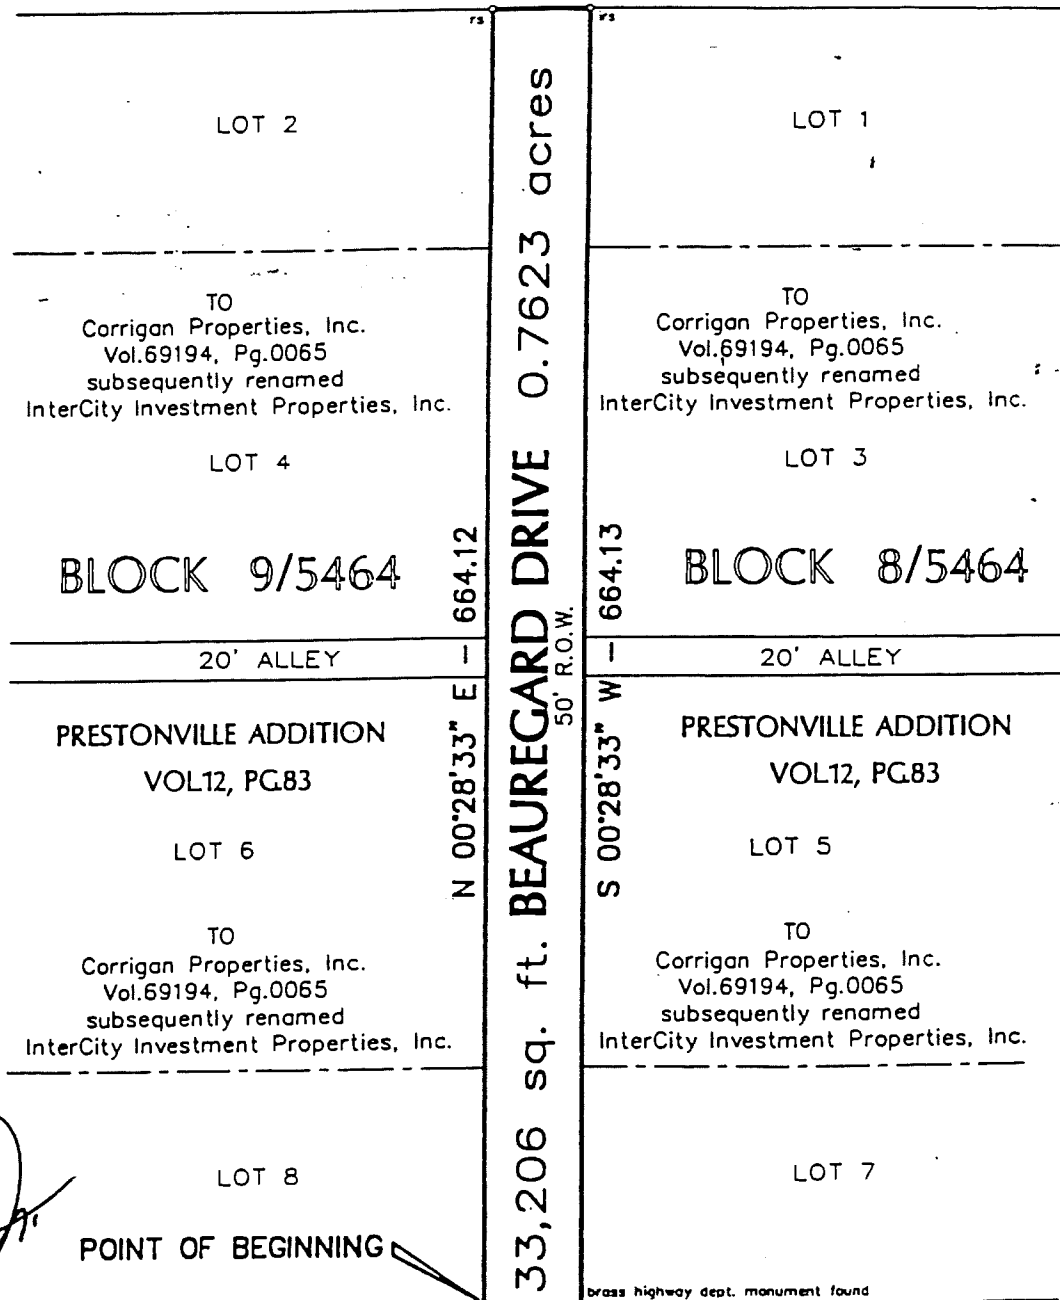 rs
irs
LOT 2
LOT 1
TO
Corrigan Properties, Inc.
Vol.69194, Pg.0065
subsequently renamed
InterCity Investment Properties, Inc.
TO
Corrigan Properties, Inc.
Vol.69194, Pg.0065
subsequently renamed
InterCity Investment Properties, Inc.
LOT 4
LOT 3
BLOCK 9/5464
BLOCK 8/5464
20' ALLEY
20' ALLEY
N 00°28'33" E – 664.12
33,206 sq. ft. BEAUREGARD DRIVE 0.7623 acres
50' R.O.W.
S 00°28'33" W – 664.13
PRESTONVILLE ADDITION
VOL12, PG.83
PRESTONVILLE ADDITION
VOL12, PG.83
LOT 6
LOT 5
TO
Corrigan Properties, Inc.
Vol.69194, Pg.0065
subsequently renamed
InterCity Investment Properties, Inc.
TO
Corrigan Properties, Inc.
Vol.69194, Pg.0065
subsequently renamed
InterCity Investment Properties, Inc.
LOT 8
LOT 7
POINT OF BEGINNING
brass highway dept. monument found